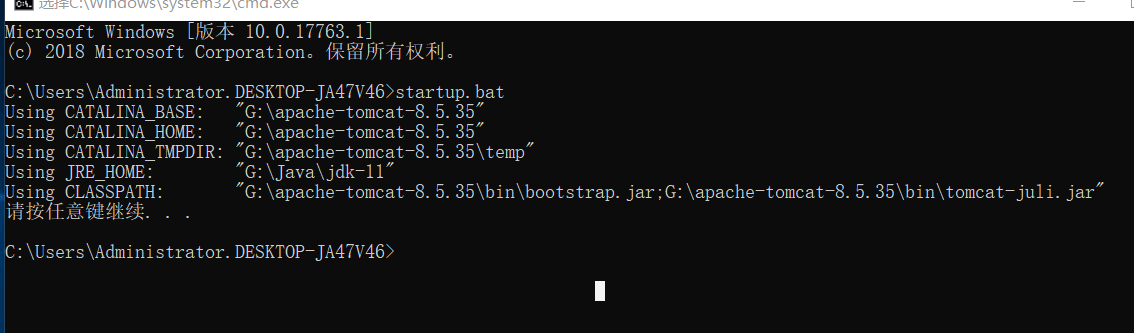 选择C:\Windows\system32\cmd.exe
Microsoft Windows [版本 10.0.17763.1]
(c) 2018 Microsoft Corporation。保留所有权利。
C:\Users\Administrator.DESKTOP-JA47V46>startup.bat
Using CATALINA_BASE:   "G:\apache-tomcat-8.5.35"
Using CATALINA_HOME:   "G:\apache-tomcat-8.5.35"
Using CATALINA_TMPDIR: "G:\apache-tomcat-8.5.35\temp"
Using JRE_HOME:        "G:\Java\jdk-11"
Using CLASSPATH:       "G:\apache-tomcat-8.5.35\bin\bootstrap.jar;G:\apache-tomcat-8.5.35\bin\tomcat-juli.jar"
请按任意键继续. . .
C:\Users\Administrator.DESKTOP-JA47V46>